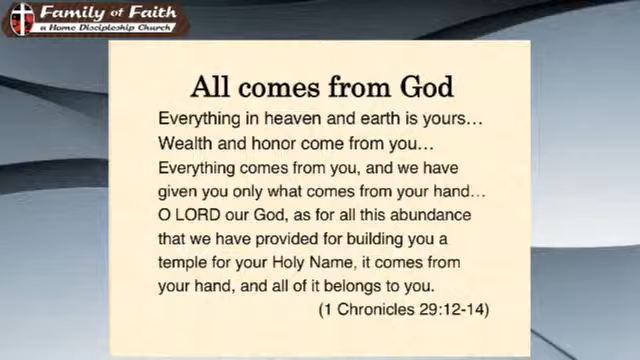 Family of Faith
a Home Discipleship Church
All comes from God
Everything in heaven and earth is yours...
Wealth and honor come from you...
Everything comes from you, and we have
given you only what comes from your hand...
O LORD our God, as for all this abundance
that we have provided for building you a
temple for your Holy Name, it comes from
your hand, and all of it belongs to you.
(1 Chronicles 29:12-14)